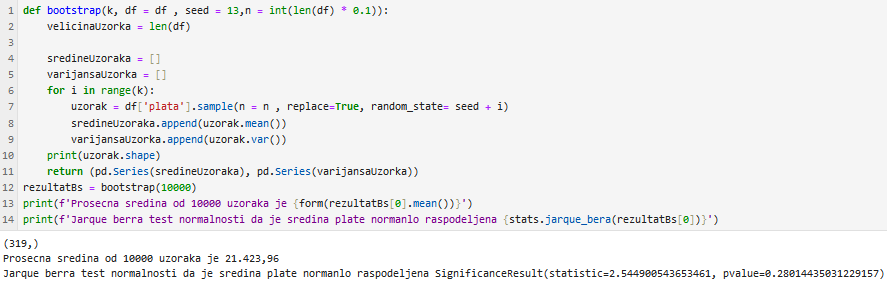 1 def bootstrap(k, df = df , seed = 13,n = int(len(df) * 0.1)):
2     velicinaUzorka = len(df)
3
4     sredineUzoraka = []
5     varijansaUzorka = []
6     for i in range(k):
7         uzorak = df['plata'].sample(n = n , replace=True, random_state= seed + i)
8         sredineUzoraka.append(uzorak.mean())
9         varijansaUzorka.append(uzorak.var())
10     print(uzorak.shape)
11     return (pd.Series(sredineUzoraka), pd.Series(varijansaUzorka))
12 rezultatBs = bootstrap(10000)
13 print(f'Prosecna sredina od 10000 uzoraka je {form(rezultatBs[0].mean())}')
14 print(f'Jarque berra test normalnosti da je sredina plate normanlo raspodeljena {stats.jarque_bera(rezultatBs[0])}')
(319,)
Prosecna sredina od 10000 uzoraka je 21.423,96
Jarque berra test normalnosti da je sredina plate normanlo raspodeljena SignificanceResult(statistic=2.544900543653461, pvalue=0.28014435031229157)